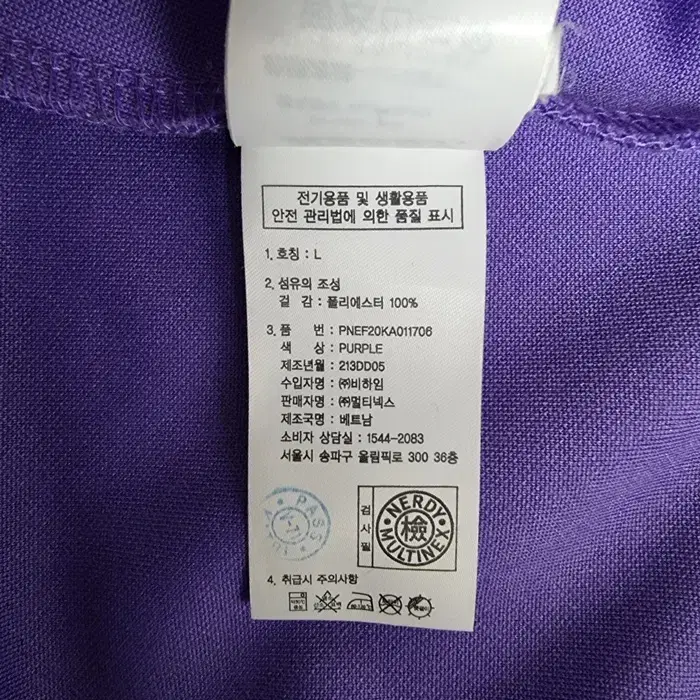 전기용품 및 생활용품
안전 관리법에 의한 품질 표시
1. 호칭 : L
2. 섬유의 조성
겉 감 : 폴리에스터 100%
3. 품 번 : PNEF20KA011706
색 상 : PURPLE
제조년월 : 213DD05
수입자명 : ㈜비하임
판매자명 : ㈜멀티넥스
제조국명 : 베트남
소비자 상담실 : 1544-2083
서울시 송파구 올림픽로 300 36층
PASS
검사필
NERDY
檢
MULTINEX
4. 취급시 주의사항